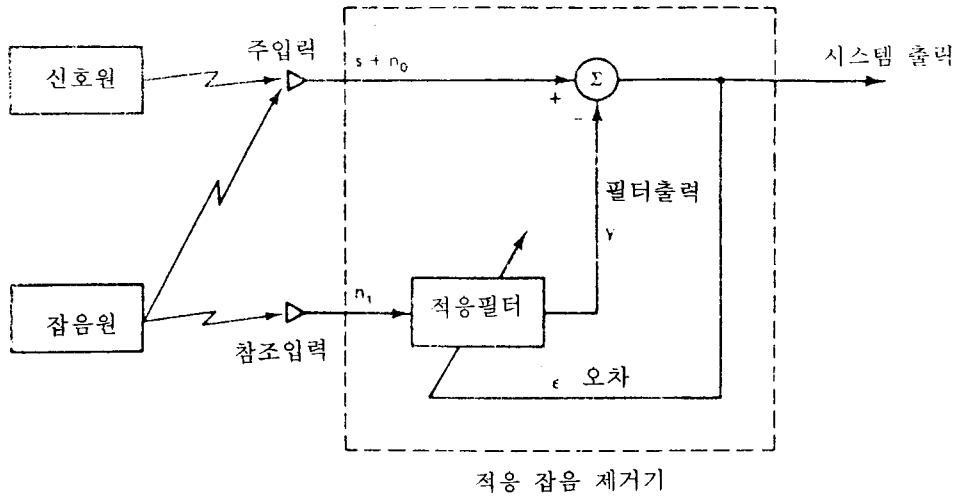 신호원
주입력
s + n₀
Σ
+
−
시스템 출력
필터출력
y
잡음원
참조입력
n₁
적응필터
ε 오차
적응 잡음 제거기